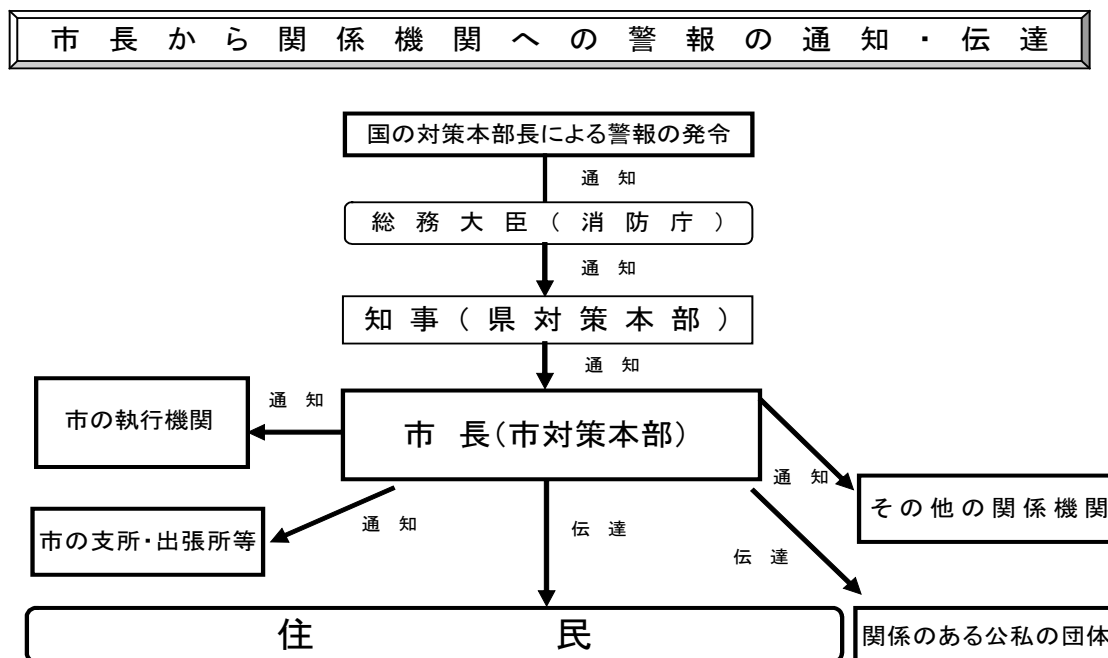 市長から関係機関への警報の通知・伝達
国の対策本部長による警報の発令
通 知
総務大臣(消防庁)
通 知
知事(県対策本部)
通 知
市の執行機関
通 知
市 長(市対策本部)
通 知
その他の関係機関
市の支所・出張所等
通 知
伝 達
伝 達
住 民
関係のある公私の団体